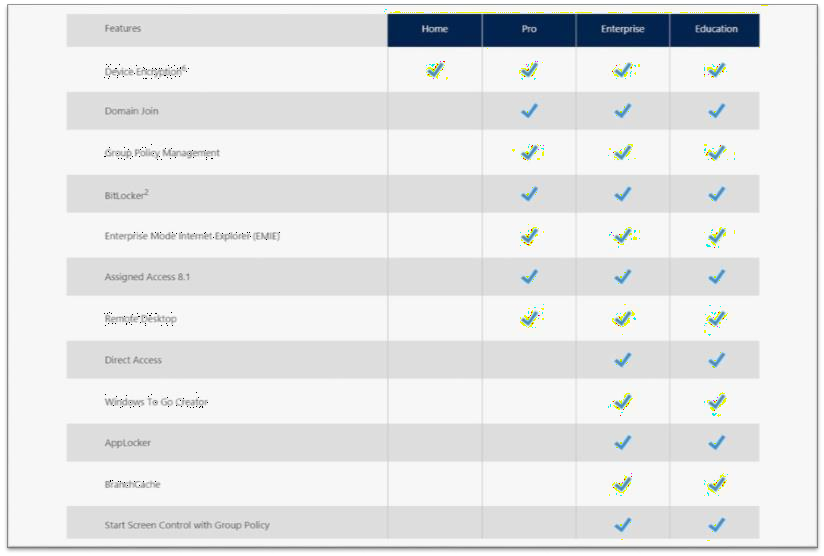 Features Home Pro Enterprise Education
Device Encryption⁶
Domain Join
Group Policy Management
BitLocker²
Enterprise Mode Internet Explorer (EMIE)
Assigned Access 8.1
Remote Desktop
Direct Access
Windows To Go Creator
AppLocker
BranchCache
Start Screen Control with Group Policy